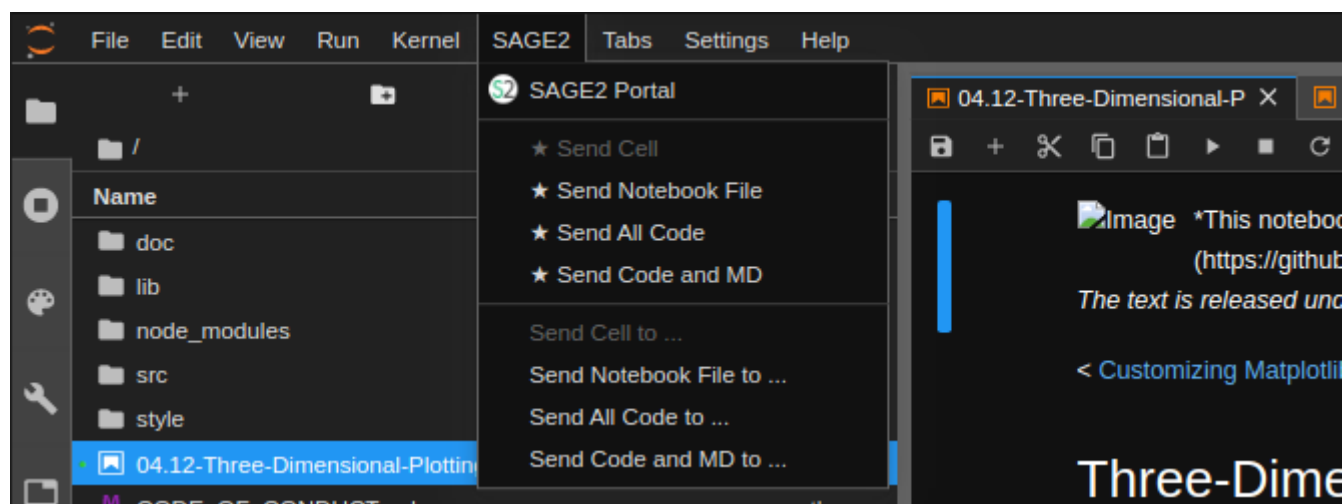 File Edit View Run Kernel SAGE2 Tabs Settings Help
S2 SAGE2 Portal
★ Send Cell
★ Send Notebook File
★ Send All Code
★ Send Code and MD
Send Cell to ...
Send Notebook File to ...
Send All Code to ...
Send Code and MD to ...
/
Name
doc
lib
node_modules
src
style
04.12-Three-Dimensional-Plottin
04.12-Three-Dimensional-P
Image *This noteboo
(https://github
The text is released und
< Customizing Matplotli
Three-Dime